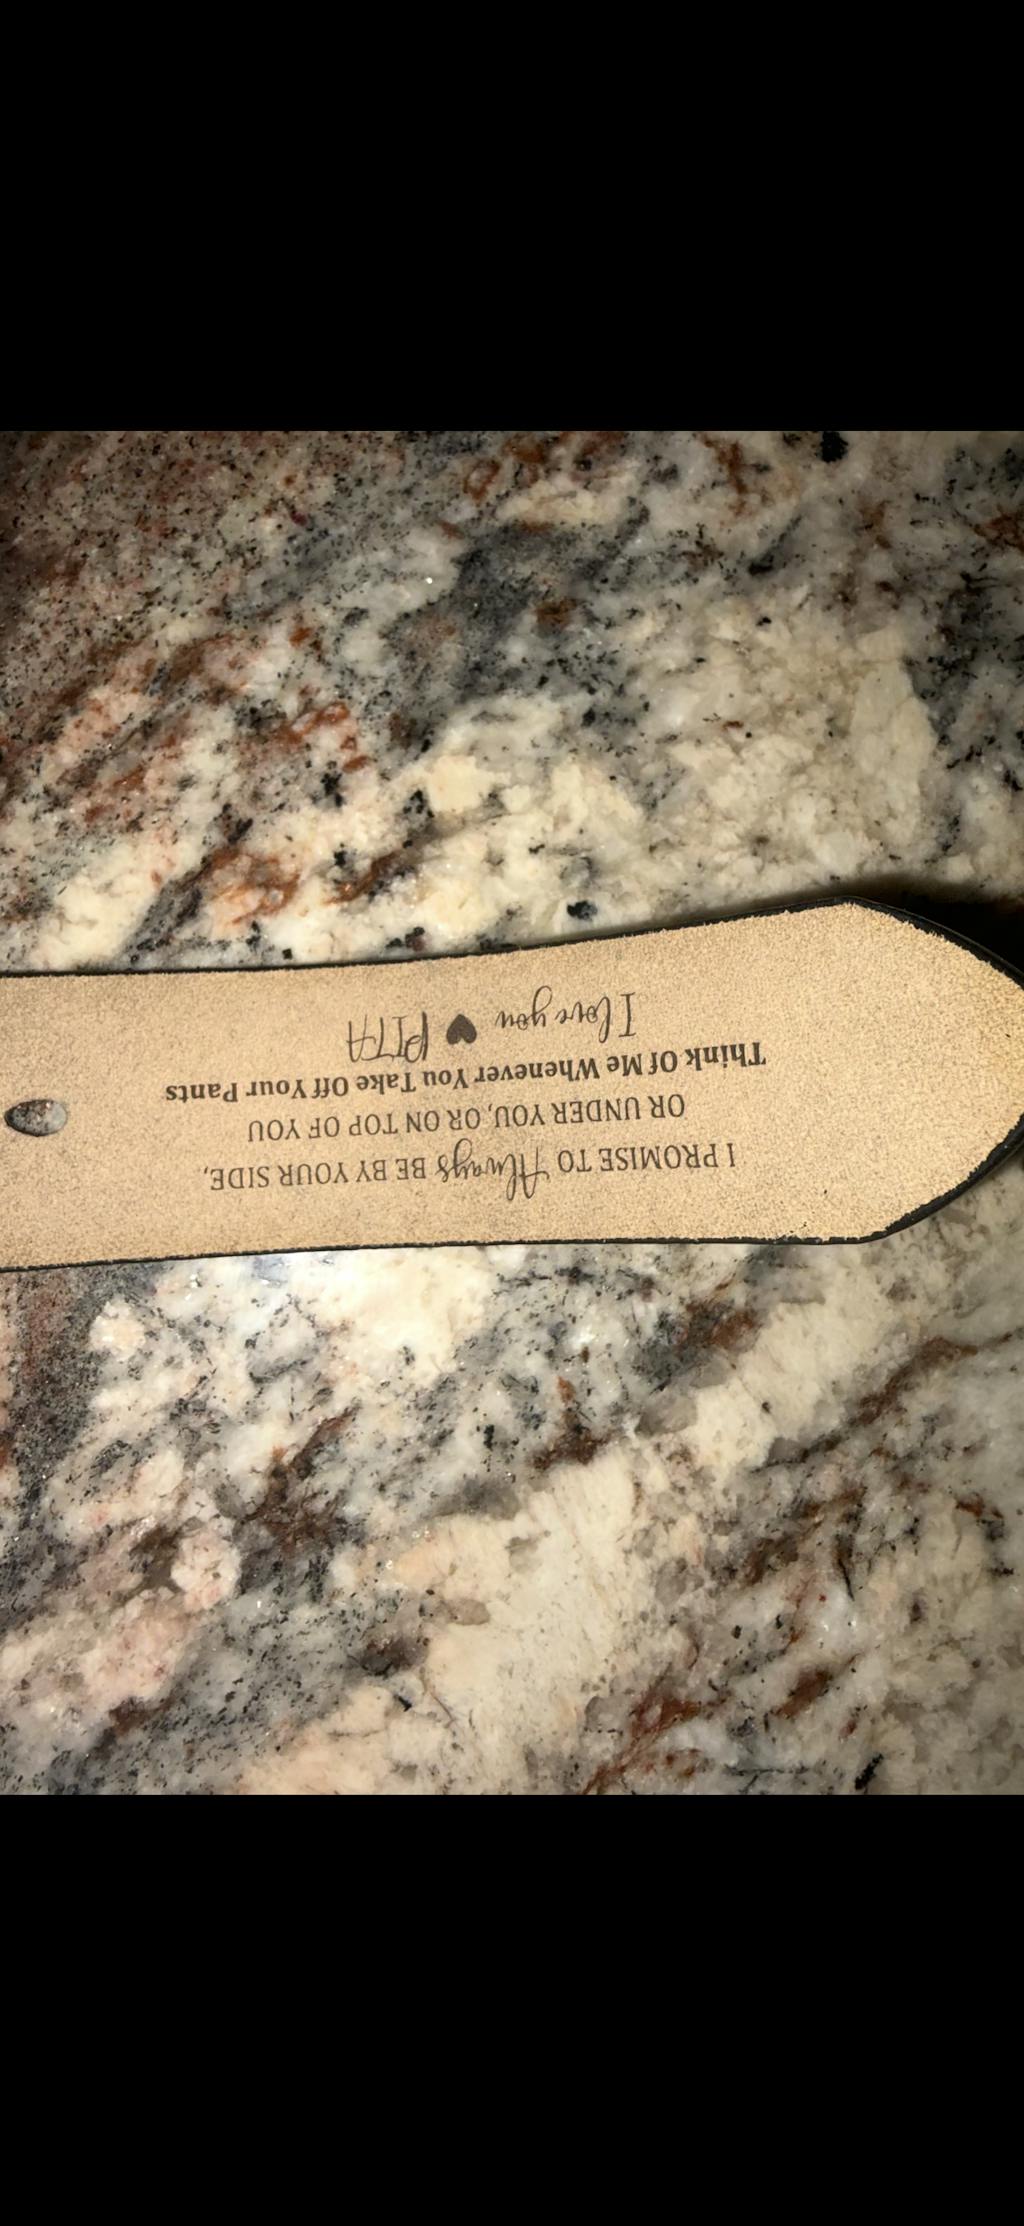 I PROMISE TO Always BE BY YOUR SIDE,
OR UNDER YOU, OR ON TOP OF YOU
Think Of Me Whenever You Take Off Your Pants
I love you ♥ PITA